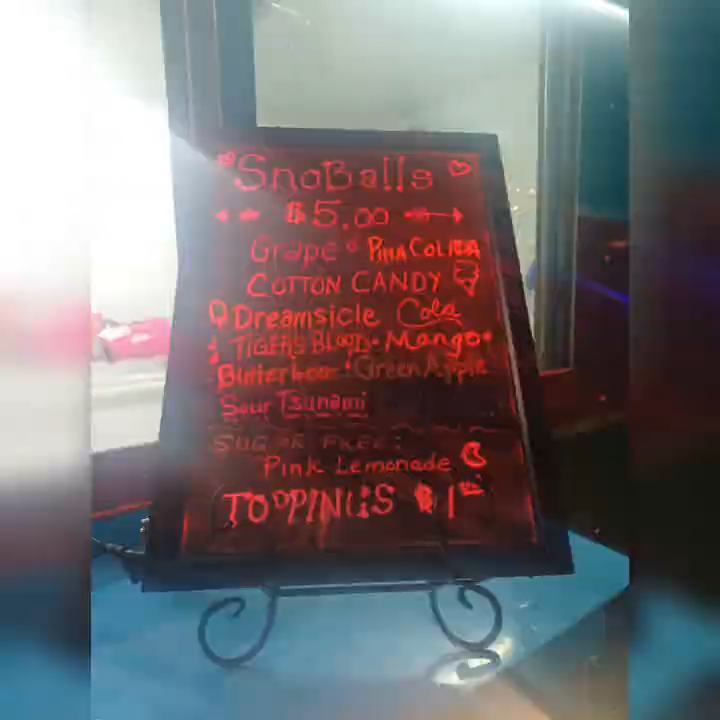 SnoBalls
$5.00
Grape • PIÑA COLADA
COTTON CANDY
Dreamsicle Cola
TIGERS BLOOD • Mango •
Butterbeer • Green Apple
Sour Tsunami
SUGAR FREE:
Pink Lemonade
TOPPINGS $1